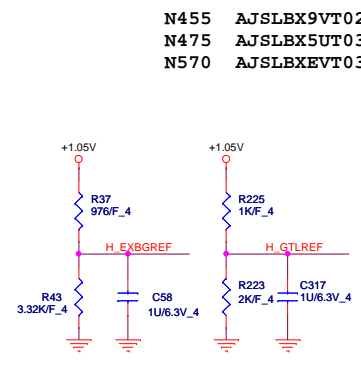 N455 AJSLBX9VT02
N475 AJSLBX5UT03
N570 AJSLBXEVT03
+1.05V
+1.05V
R37
976/F_4
R225
1K/F_4
H_EXBGREF
H_GTLREF
R43
3.32K/F_4
C58
1U/6.3V_4
R223
2K/F_4
C317
1U/6.3V_4